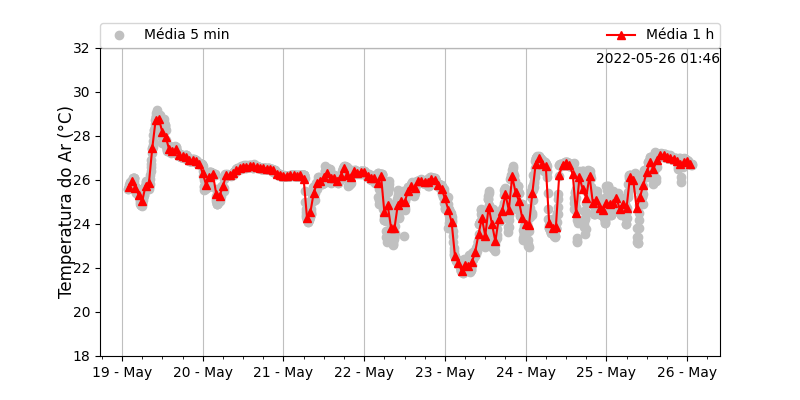 Média 5 min
Média 1 h
2022-05-26 01:46
Temperatura do Ar (°C)
32
30
28
26
24
22
20
18
19 - May
20 - May
21 - May
22 - May
23 - May
24 - May
25 - May
26 - May